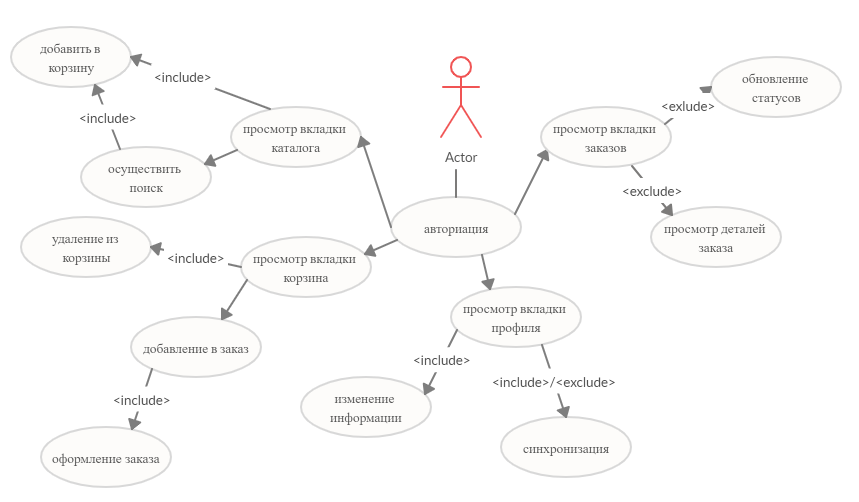 добавить в
корзину
<include>
<include>
осуществить
поиск
просмотр вкладки
каталога
Actor
авториация
просмотр вкладки
заказов
<exlude>
обновление
статусов
<exclude>
просмотр деталей
заказа
удаление из
корзины
<include>
просмотр вкладки
корзина
добавление в заказ
<include>
оформление заказа
просмотр вкладки
профиля
<include>
изменение
информации
<include>/<exclude>
синхронизация